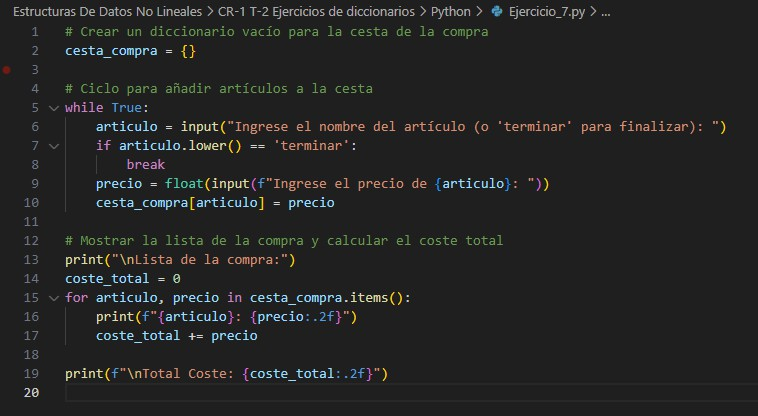 Estructuras De Datos No Lineales > CR-1 T-2 Ejercicios de diccionarios > Python > Ejercicio_7.py > ...
1 # Crear un diccionario vacío para la cesta de la compra
2 cesta_compra = {}
3
4 # Ciclo para añadir artículos a la cesta
5 while True:
6     articulo = input("Ingrese el nombre del artículo (o 'terminar' para finalizar): ")
7     if articulo.lower() == 'terminar':
8         break
9     precio = float(input(f"Ingrese el precio de {articulo}: "))
10     cesta_compra[articulo] = precio
11
12 # Mostrar la lista de la compra y calcular el coste total
13 print("\nLista de la compra:")
14 coste_total = 0
15 for articulo, precio in cesta_compra.items():
16     print(f"{articulo}: {precio:.2f}")
17     coste_total += precio
18
19 print(f"\nTotal Coste: {coste_total:.2f}")
20